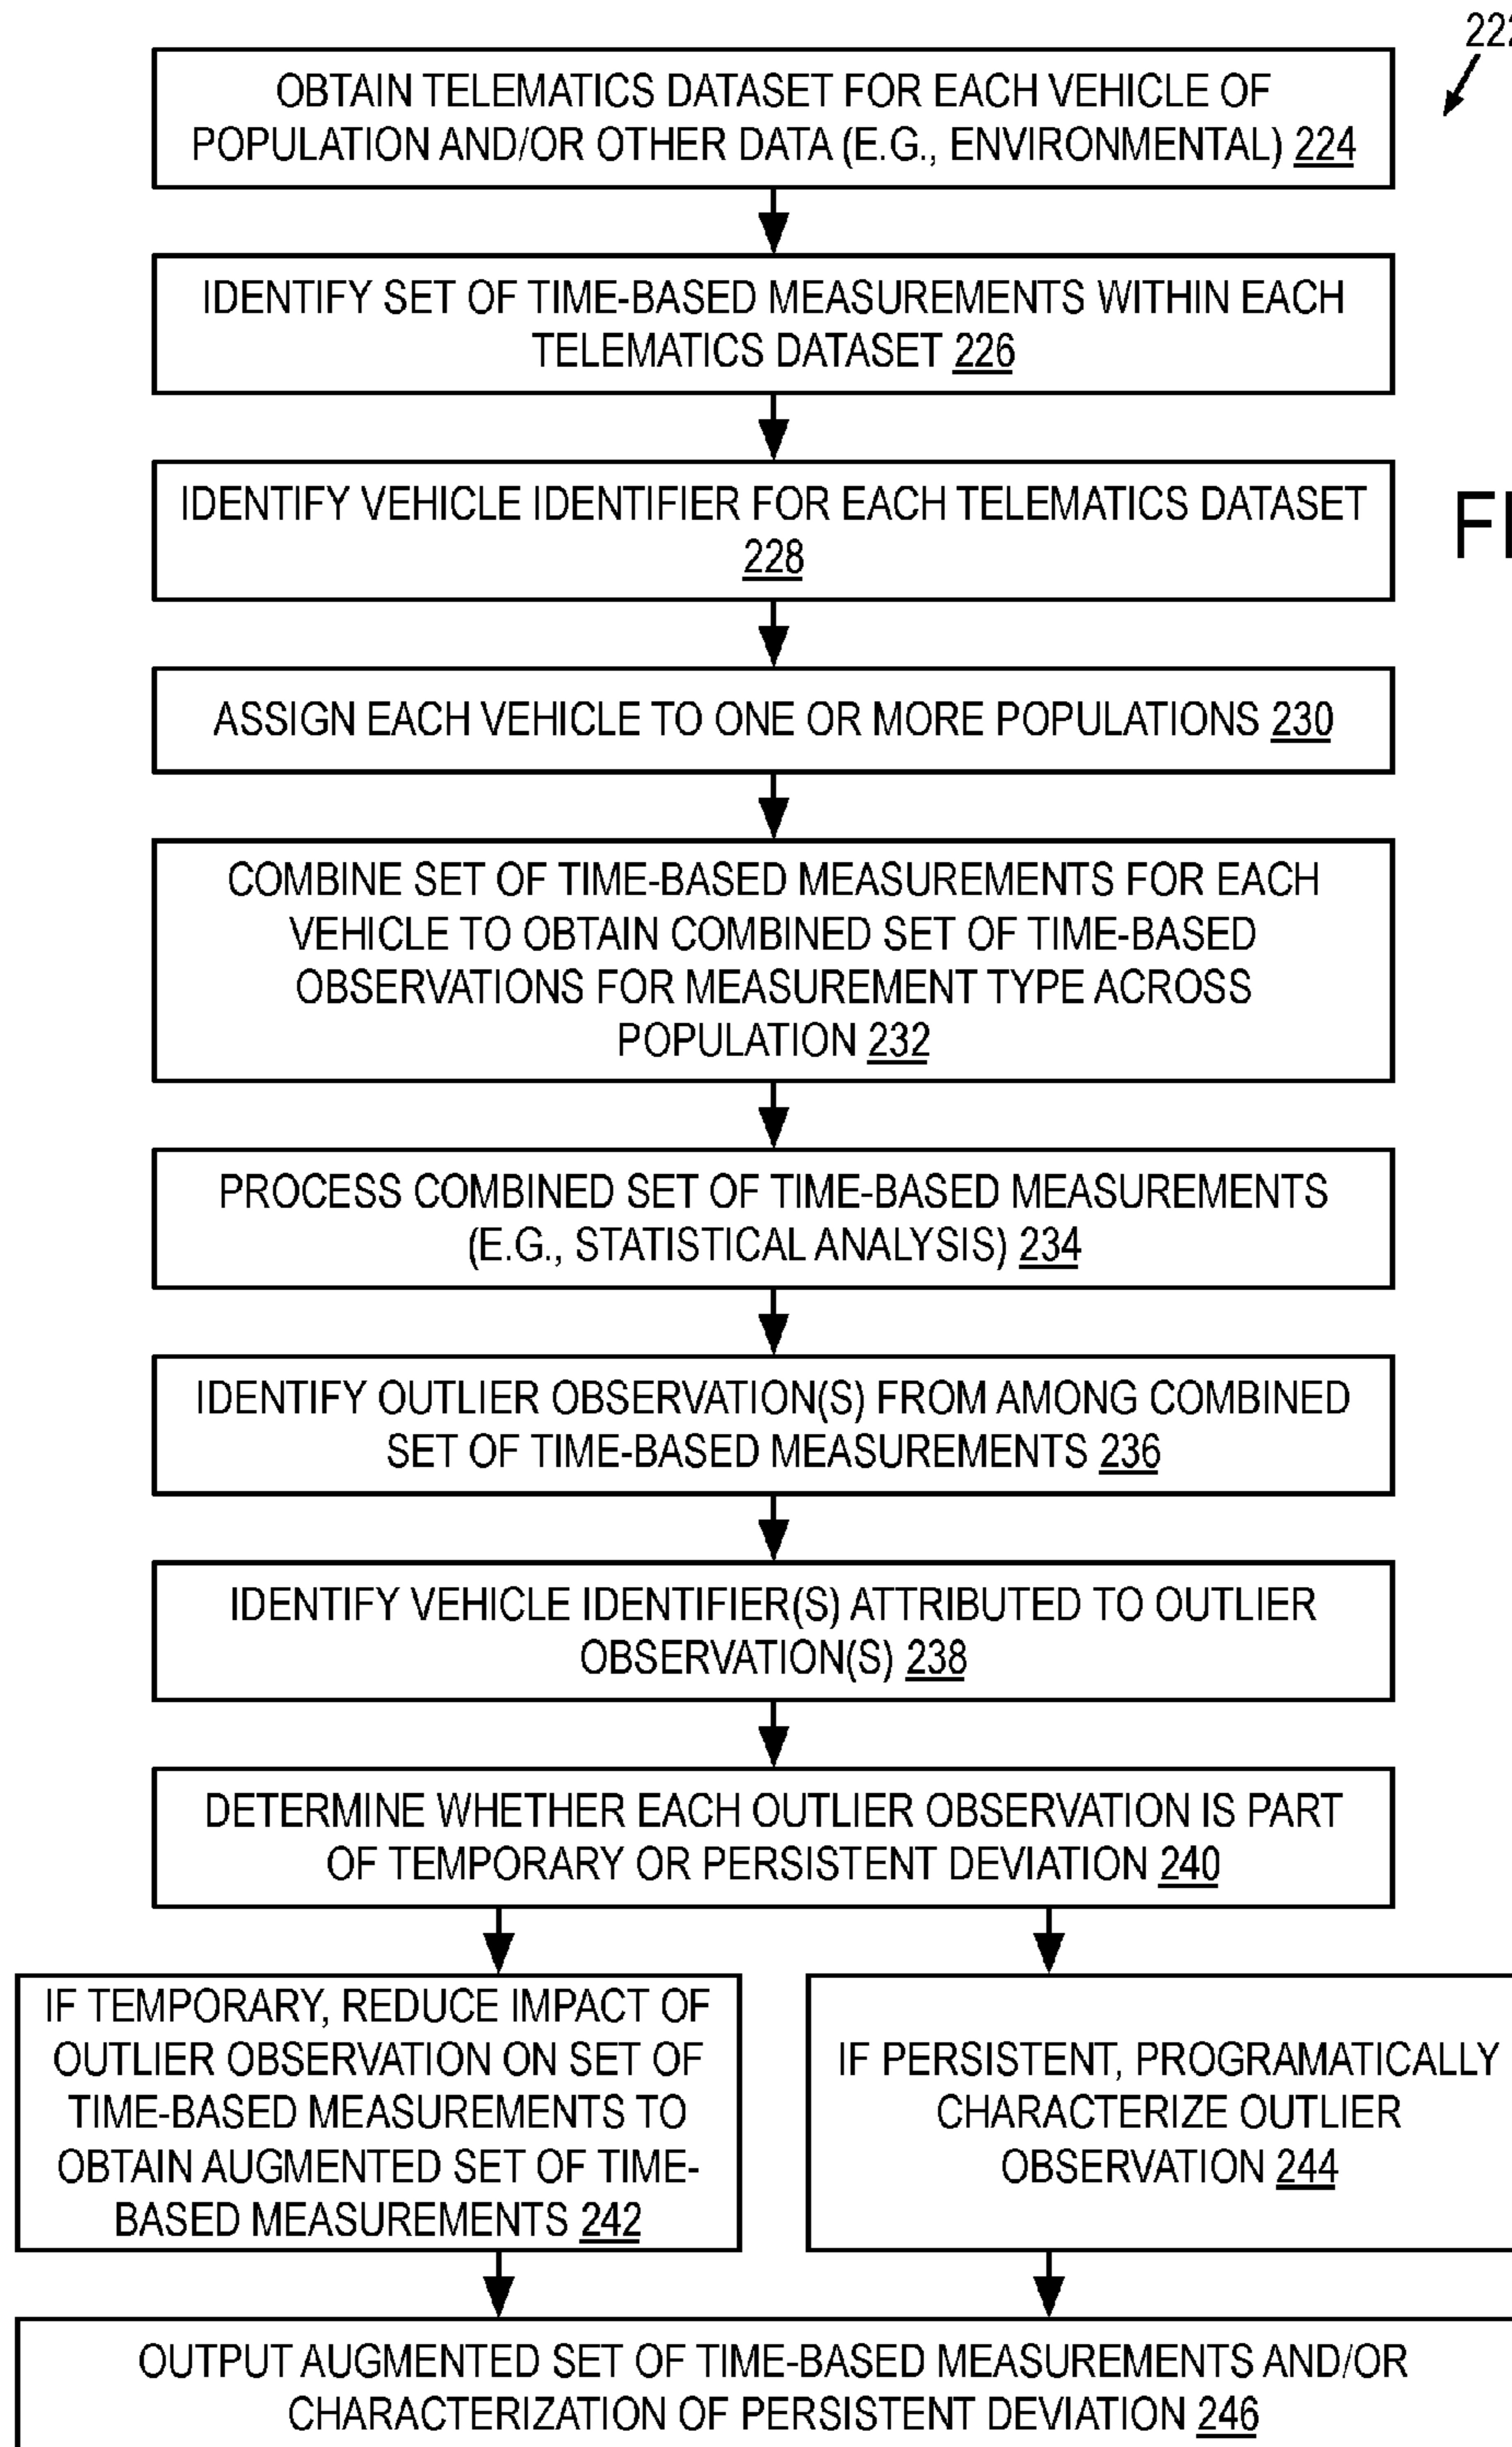 222
OBTAIN TELEMATICS DATASET FOR EACH VEHICLE OF
POPULATION AND/OR OTHER DATA (E.G., ENVIRONMENTAL) 224
IDENTIFY SET OF TIME-BASED MEASUREMENTS WITHIN EACH
TELEMATICS DATASET 226
IDENTIFY VEHICLE IDENTIFIER FOR EACH TELEMATICS DATASET
228
ASSIGN EACH VEHICLE TO ONE OR MORE POPULATIONS 230
COMBINE SET OF TIME-BASED MEASUREMENTS FOR EACH
VEHICLE TO OBTAIN COMBINED SET OF TIME-BASED
OBSERVATIONS FOR MEASUREMENT TYPE ACROSS
POPULATION 232
PROCESS COMBINED SET OF TIME-BASED MEASUREMENTS
(E.G., STATISTICAL ANALYSIS) 234
IDENTIFY OUTLIER OBSERVATION(S) FROM AMONG COMBINED
SET OF TIME-BASED MEASUREMENTS 236
IDENTIFY VEHICLE IDENTIFIER(S) ATTRIBUTED TO OUTLIER
OBSERVATION(S) 238
DETERMINE WHETHER EACH OUTLIER OBSERVATION IS PART
OF TEMPORARY OR PERSISTENT DEVIATION 240
IF TEMPORARY, REDUCE IMPACT OF
OUTLIER OBSERVATION ON SET OF
TIME-BASED MEASUREMENTS TO
OBTAIN AUGMENTED SET OF TIME-
BASED MEASUREMENTS 242
IF PERSISTENT, PROGRAMATICALLY
CHARACTERIZE OUTLIER
OBSERVATION 244
OUTPUT AUGMENTED SET OF TIME-BASED MEASUREMENTS AND/OR
CHARACTERIZATION OF PERSISTENT DEVIATION 246